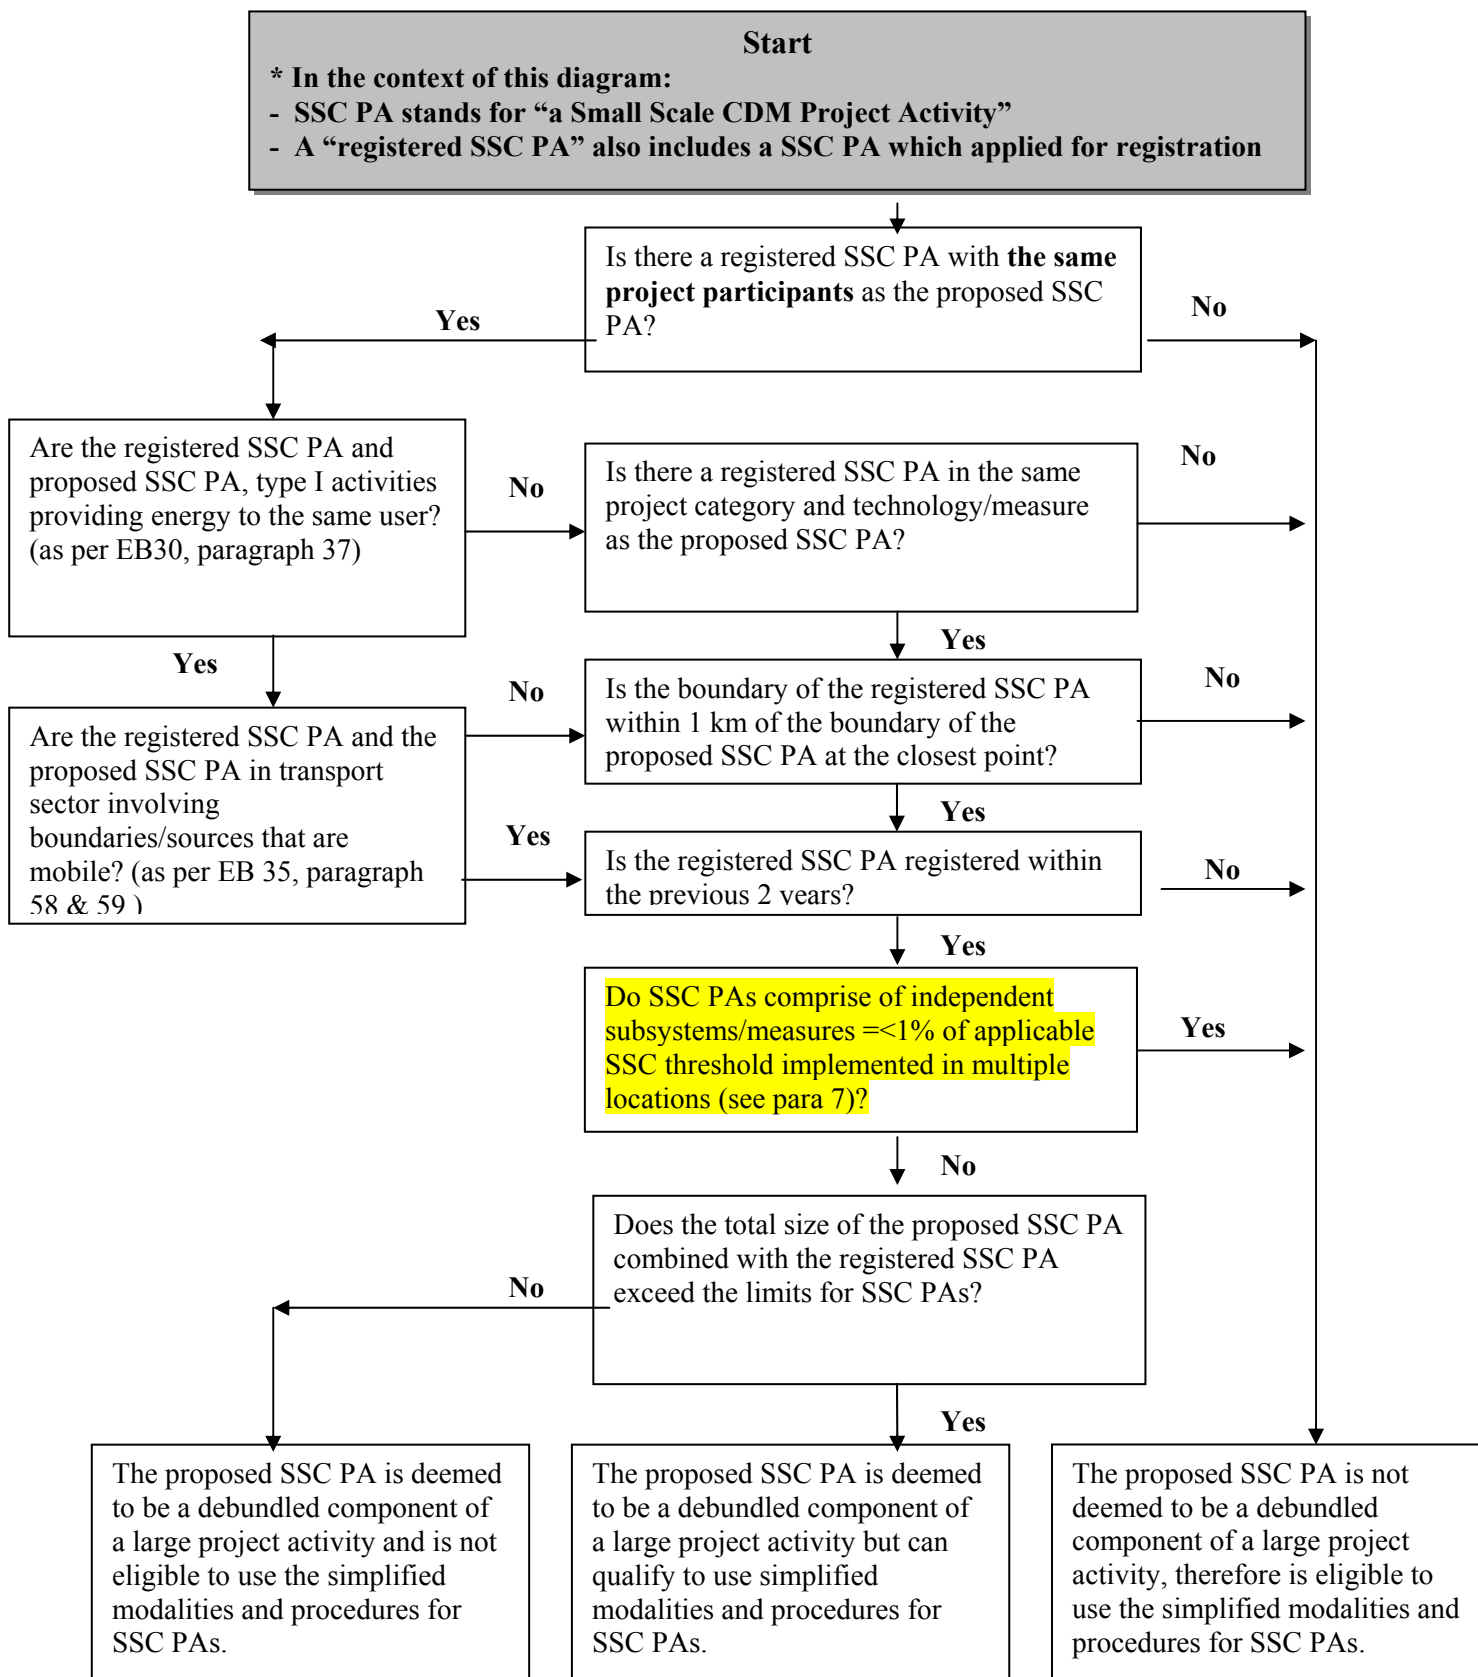 Start
* In the context of this diagram:
- SSC PA stands for “a Small Scale CDM Project Activity”
- A “registered SSC PA” also includes a SSC PA which applied for registration
Is there a registered SSC PA with the same
project participants as the proposed SSC
PA?
Yes
No
Are the registered SSC PA and
proposed SSC PA, type I activities
providing energy to the same user?
(as per EB30, paragraph 37)
No
Is there a registered SSC PA in the same
project category and technology/measure
as the proposed SSC PA?
No
Yes
Yes
Are the registered SSC PA and the
proposed SSC PA in transport
sector involving
boundaries/sources that are
mobile? (as per EB 35, paragraph
58 & 59 )
No
Yes
Is the boundary of the registered SSC PA
within 1 km of the boundary of the
proposed SSC PA at the closest point?
No
Yes
Is the registered SSC PA registered within
the previous 2 years?
No
Yes
Do SSC PAs comprise of independent
subsystems/measures =<1% of applicable
SSC threshold implemented in multiple
locations (see para 7)?
Yes
No
Does the total size of the proposed SSC PA
combined with the registered SSC PA
exceed the limits for SSC PAs?
No
Yes
The proposed SSC PA is deemed
to be a debundled component of
a large project activity and is not
eligible to use the simplified
modalities and procedures for
SSC PAs.
The proposed SSC PA is deemed
to be a debundled component of
a large project activity but can
qualify to use simplified
modalities and procedures for
SSC PAs.
The proposed SSC PA is not
deemed to be a debundled
component of a large project
activity, therefore is eligible to
use the simplified modalities and
procedures for SSC PAs.